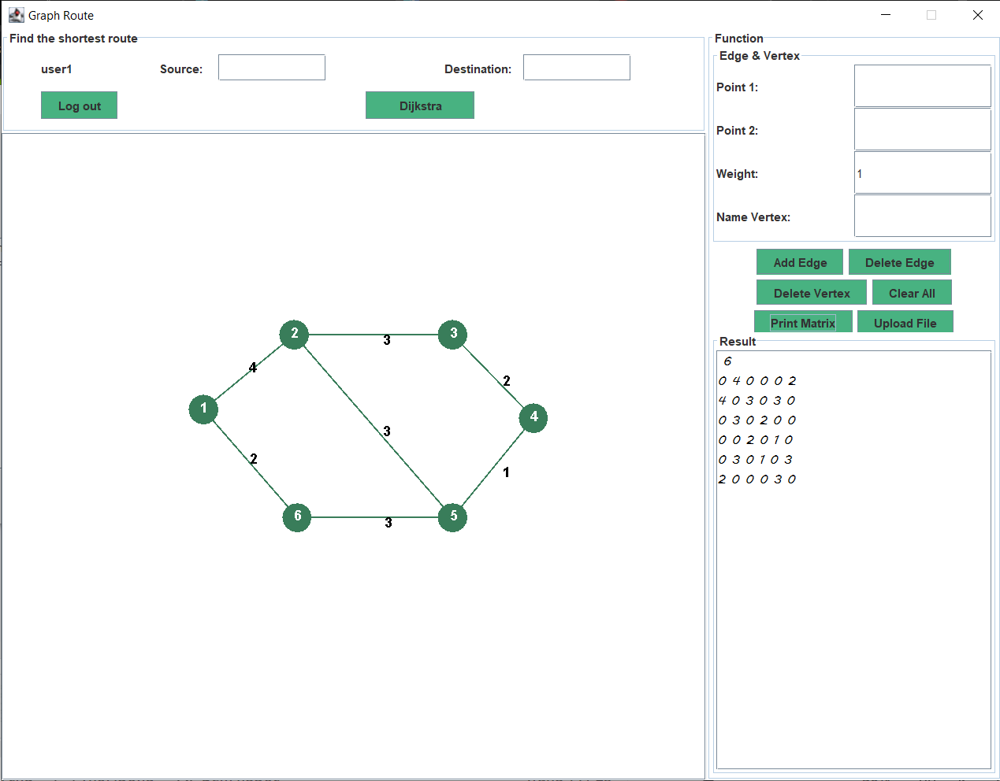 Graph Route
Find the shortest route
user1 Source: Destination:
Log out Dijkstra
2 3 3
4 2
1 4
3
2 1
6 3 5
Function
Edge & Vertex
Point 1:
Point 2:
Weight: 1
Name Vertex:
Add Edge Delete Edge
Delete Vertex Clear All
Print Matrix Upload File
Result
6
0 4 0 0 0 2
4 0 3 0 3 0
0 3 0 2 0 0
0 0 2 0 1 0
0 3 0 1 0 3
2 0 0 0 3 0